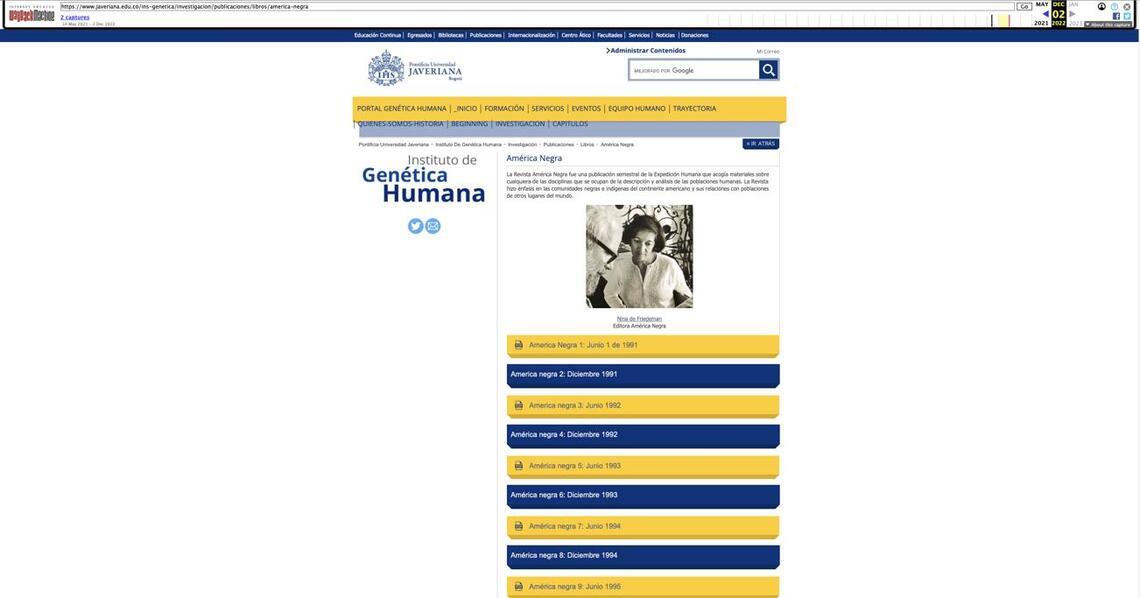 INTERNET ARCHIVE
WayBackMachine
https://www.javeriana.edu.co/ins-genetica/investigacion/publicaciones/libros/america-negra
Go
MAY DEC JAN
02
2021 2022 2023
2 captures
14 May 2021 - 2 Dec 2022
About this capture
Educación Continua | Egresados | Bibliotecas | Publicaciones | Internacionalización | Centro Ático | Facultades | Servicios | Noticias | Donaciones
Administrar Contenidos
Mi Correo
Pontificia Universidad
JAVERIANA
Bogotá
MEJORADO POR Google
PORTAL GENÉTICA HUMANA | _INICIO | FORMACIÓN | SERVICIOS | EVENTOS | EQUIPO HUMANO | TRAYECTORIA
| QUIENES-SOMOS-HISTORIA | BEGINNING | INVESTIGACION | CAPITULOS
Pontificia Universidad Javeriana · Instituto De Genética Humana · Investigación · Publicaciones · Libros · América Negra
« IR ATRÁS
Instituto de
Genética
Humana
América Negra
La Revista América Negra fue una publicación semestral de la Expedición Humana que acogía materiales sobre
cualquiera de las disciplinas que se ocupan de la descripción y análisis de las poblaciones humanas. La Revista
hizo énfasis en las comunidades negras e indígenas del continente americano y sus relaciones con poblaciones
de otros lugares del mundo.
Nina de Friedeman
Editora América Negra
America Negra 1: Junio 1 de 1991
America negra 2: Diciembre 1991
America negra 3: Junio 1992
América negra 4: Diciembre 1992
América negra 5: Junio 1993
América negra 6: Diciembre 1993
América negra 7: Junio 1994
América negra 8: Diciembre 1994
América negra 9: Junio 1995